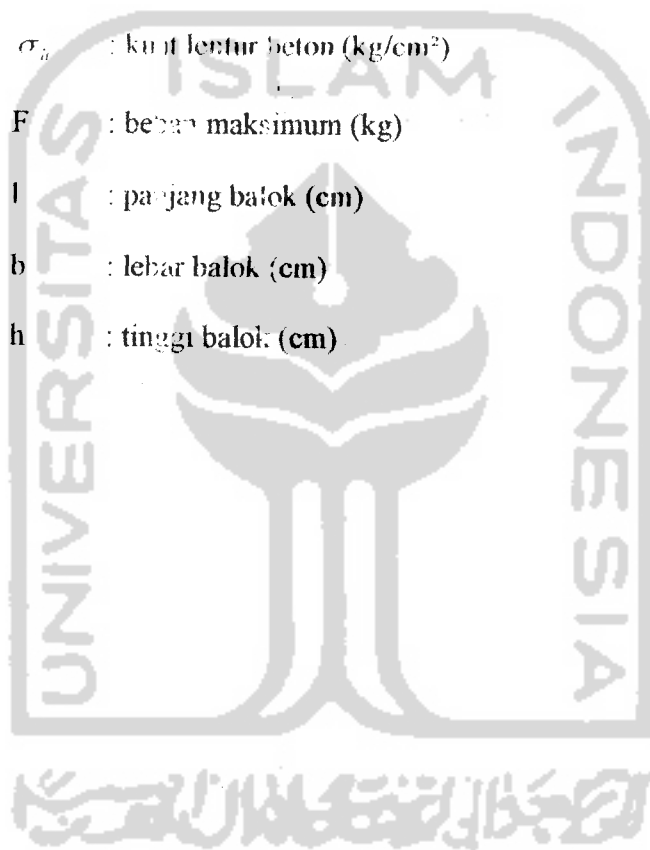 σ : kuat lentur beton (kg/cm²)
F : beban maksimum (kg)
l : panjang balok (cm)
b : lebar balok (cm)
h : tinggi balok (cm)
UNIVERSITAS
ISLAM
INDONESIA